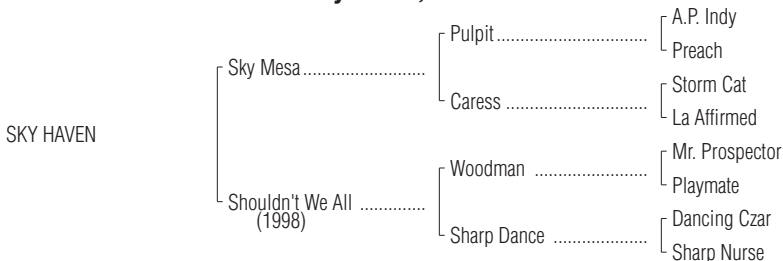 A.P. Indy
Pulpit
Preach
Sky Mesa
Storm Cat
Caress
La Affirmed
SKY HAVEN
Mr. Prospector
Woodman
Playmate
Shouldn't We All
(1998)
Dancing Czar
Sharp Dance
Sharp Nurse